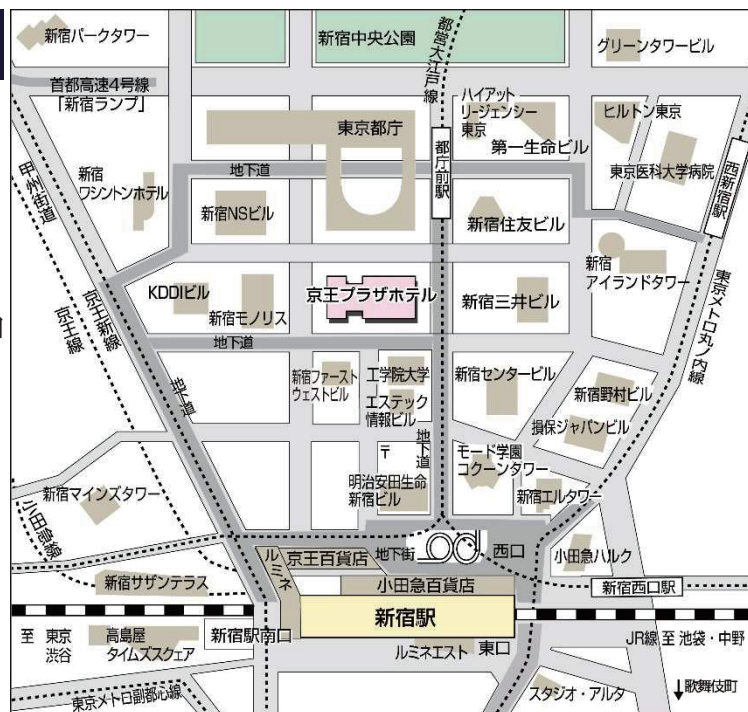 新宿パークタワー
新宿中央公園
都営大江戸線
グリーンタワービル
首都高速4号線
「新宿ランプ」
東京都庁
ハイアット
リージェンシー
東京
ヒルトン東京
第一生命ビル
都庁前駅
東京医科大学病院
西新宿駅
甲州街道
新宿
ワシントンホテル
地下道
新宿NSビル
新宿住友ビル
新宿
アイランドタワー
京王新線
京王線
KDDIビル
新宿モノリス
京王プラザホテル
新宿三井ビル
東京メトロ丸ノ内線
地下道
地下道
新宿ファースト
ウェストビル
工学院大学
エステック
情報ビル
新宿センタービル
新宿野村ビル
損保ジャパンビル
地下道
〒
明治安田生命
新宿ビル
モード学園
コクーンタワー
新宿エルタワー
新宿マインズタワー
小田急線
ルミネ
京王百貨店
地下街
西口
小田急ハルク
新宿サザンテラス
小田急百貨店
新宿西口駅
至 東京
渋谷
高島屋
タイムズスクェア
新宿駅南口
新宿駅
ルミネエスト
東口
JR線 至 池袋・中野
東京メトロ副都心線
スタジオ・アルタ
↓歌舞伎町